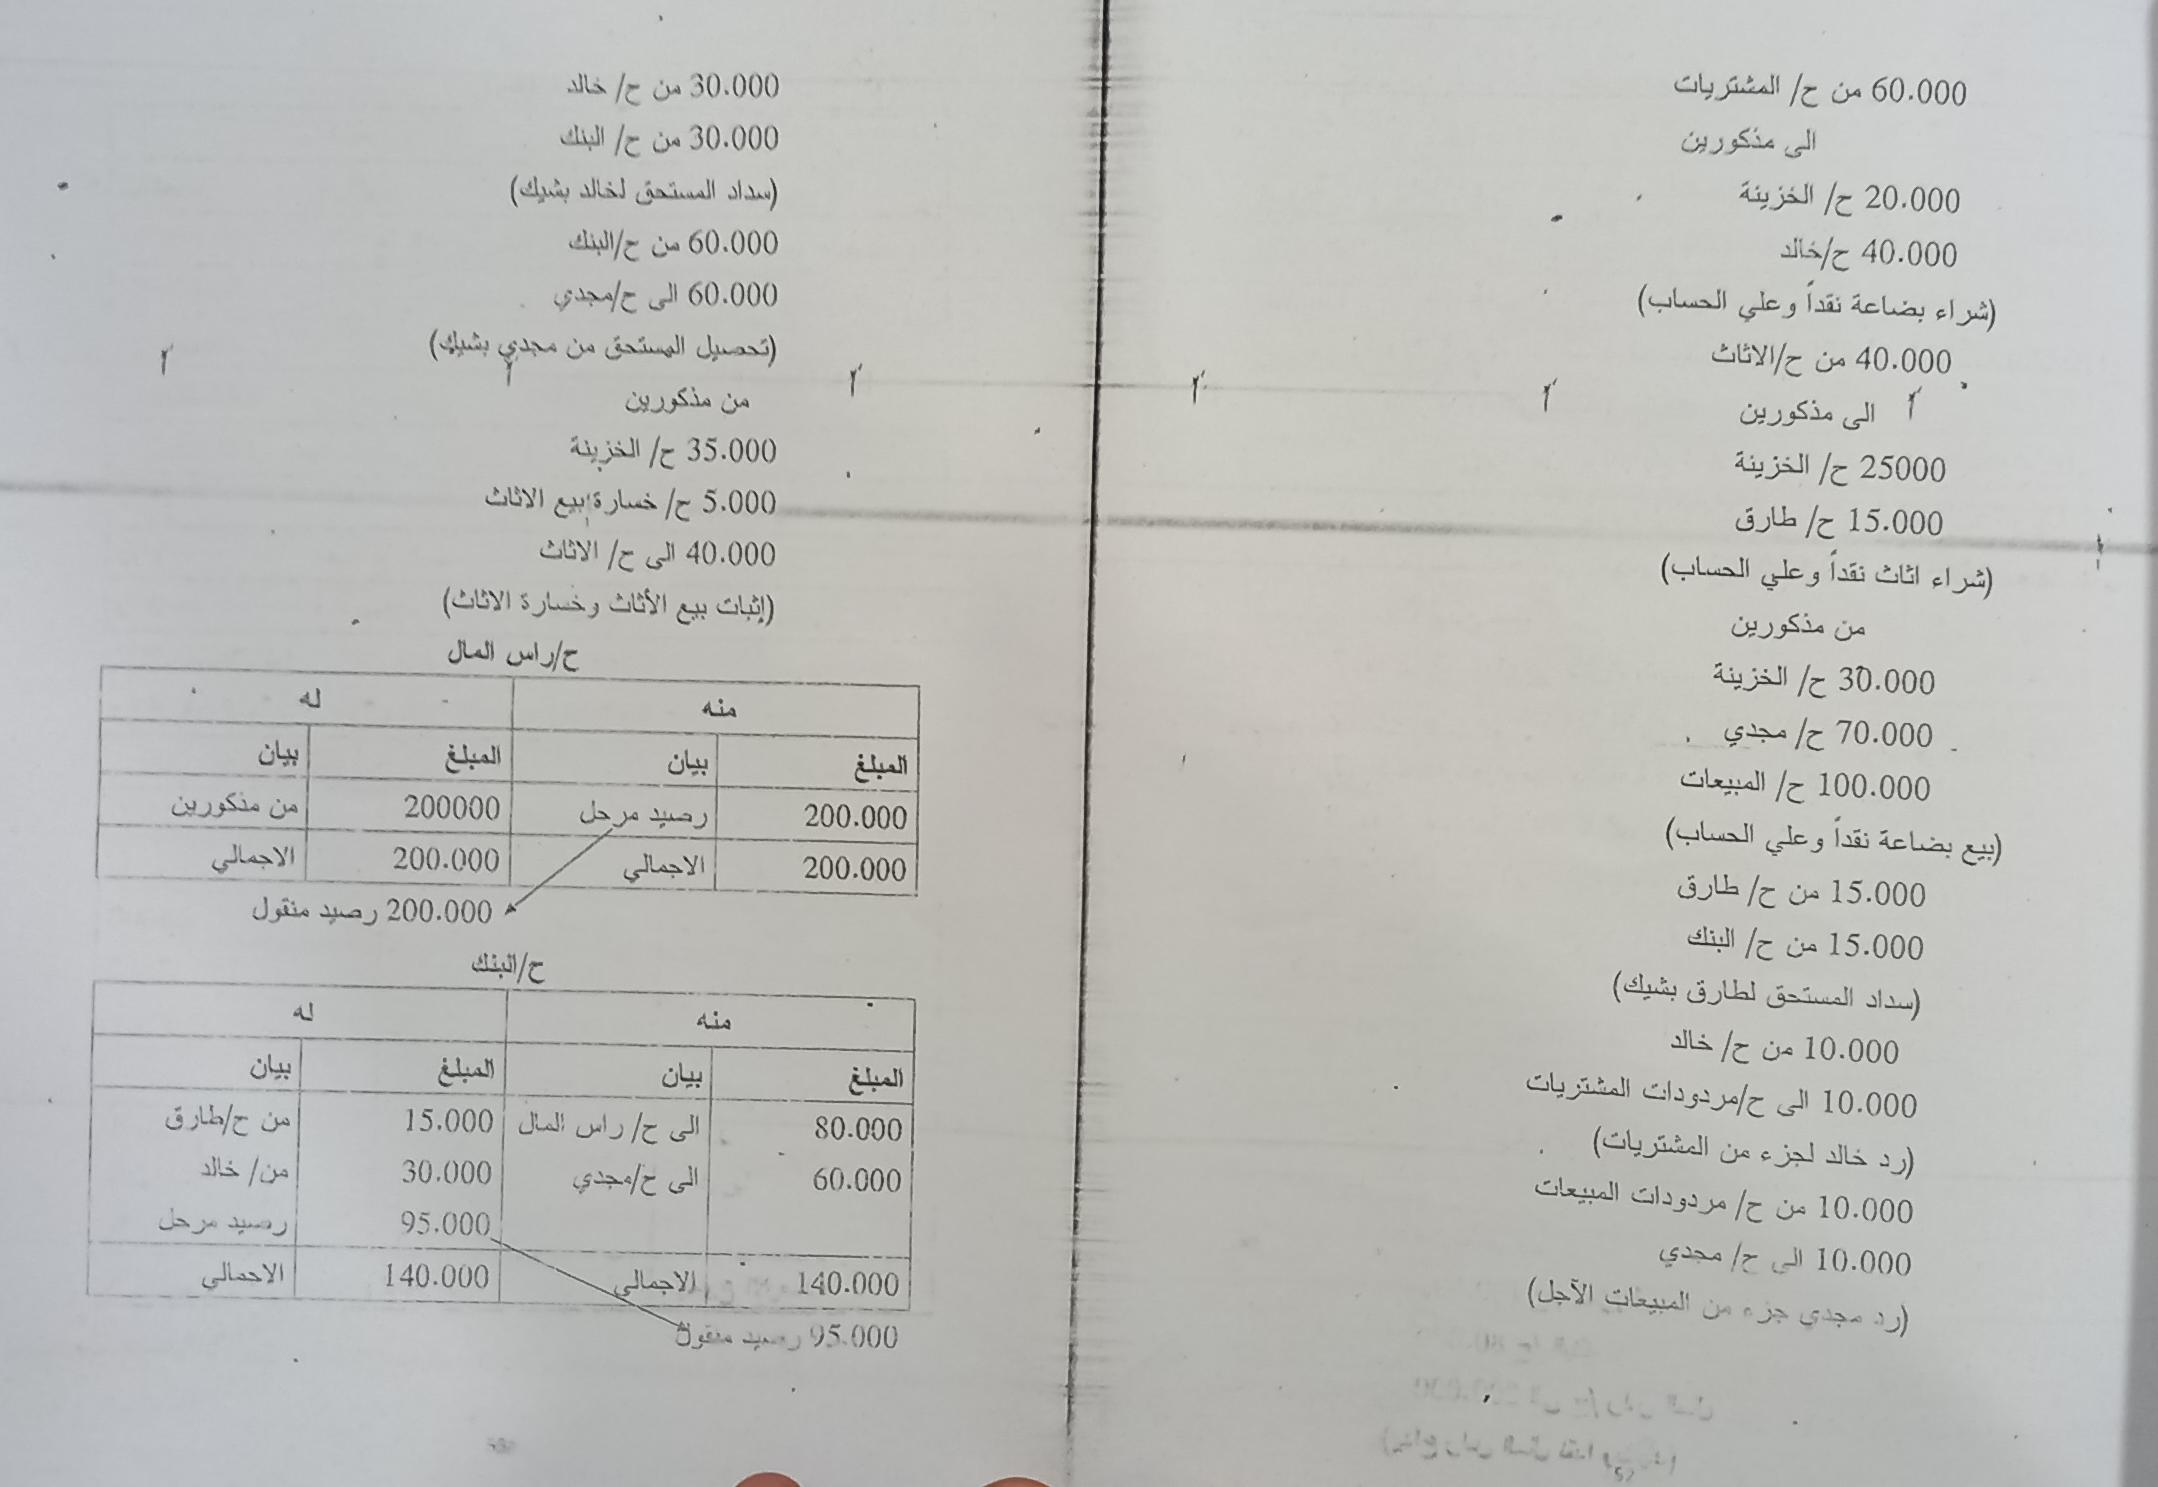 60.000 من ح/ المشتريات
الى مذكورين
20.000 ح/ الخزينة
40.000 ح/خالد
(شراء بضاعة نقداً وعلي الحساب)
40.000 من ح/الاثاث
الى مذكورين
25000 ح/ الخزينة
15.000 ح/ طارق
(شراء اثاث نقداً وعلي الحساب)
من مذكورين
30.000 ح/ الخزينة
70.000 ح/ مجدي
100.000 ح/ المبيعات
(بيع بضاعة نقداً وعلي الحساب)
15.000 من ح/ طارق
15.000 من ح/ البنك
(سداد المستحق لطارق بشيك)
10.000 من ح/ خالد
10.000 الى ح/مردودات المشتريات
(رد خالد لجزء من المشتريات)
10.000 من ح/ مردودات المبيعات
10.000 الى ح/ مجدي
(رد مجدي جزء من المبيعات الآجل)
52
30.000 من ح/ خالد
30.000 من ح/ البنك
(سداد المستحق لخالد بشيك)
60.000 من ح/البنك
60.000 الى ح/مجدي
(تحصيل المستحق من مجدي بشيك)
من مذكورين
35.000 ح/ الخزينة
5.000 ح/ خسارة بيع الاثاث
40.000 الى ح/ الاثاث
(إثبات بيع الأثاث وخسارة الاثاث)
ح/راس المال
منه له
المبلغ بيان المبلغ بيان
200.000 رصيد مرحل 200000 من مذكورين
200.000 الاجمالي 200.000 الاجمالي
200.000 رصيد منقول
ح/البنك
منه له
المبلغ بيان المبلغ بيان
80.000 الى ح/ راس المال 15.000 من ح/طارق
60.000 الى ح/مجدي 30.000 من/ خالد
95.000 رصيد مرحل
140.000 الاجمالي 140.000 الاجمالي
95.000 رصيد منقول